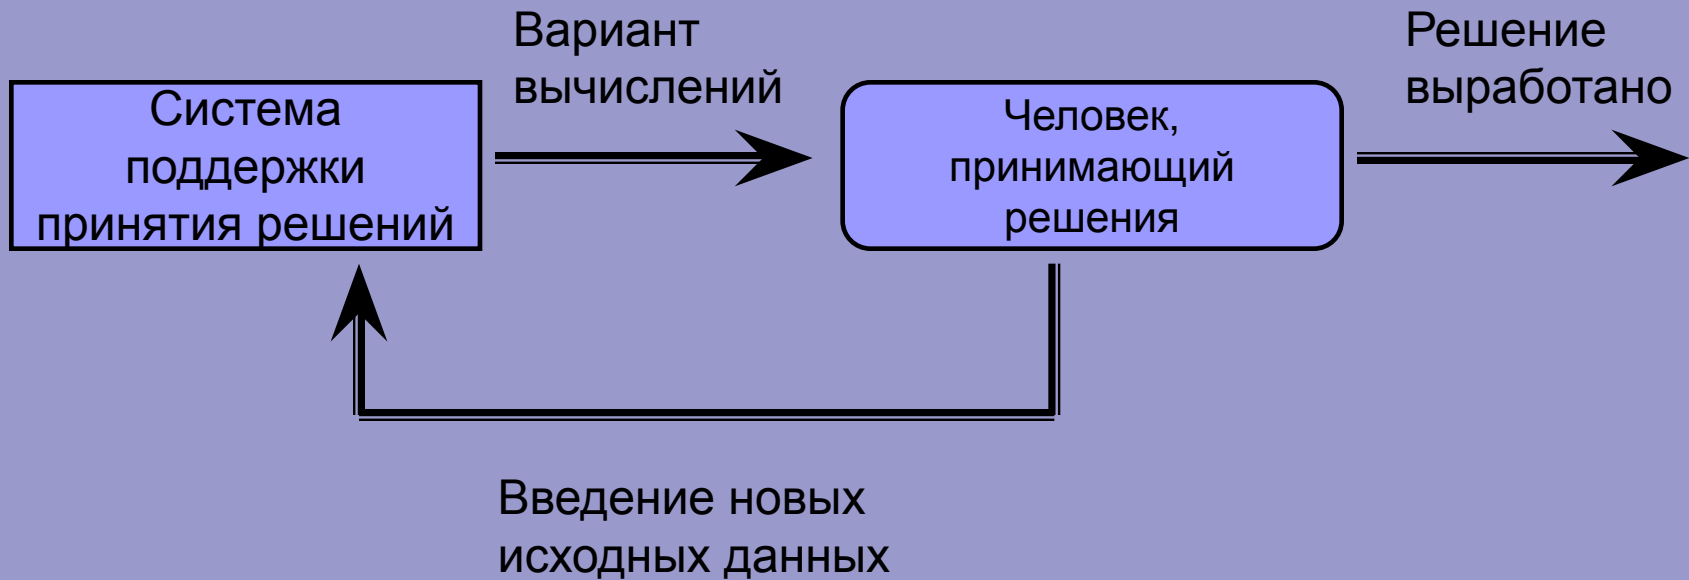 Вариант
вычислений
Решение
выработано
Система
поддержки
принятия решений
Человек,
принимающий
решения
Введение новых
исходных данных